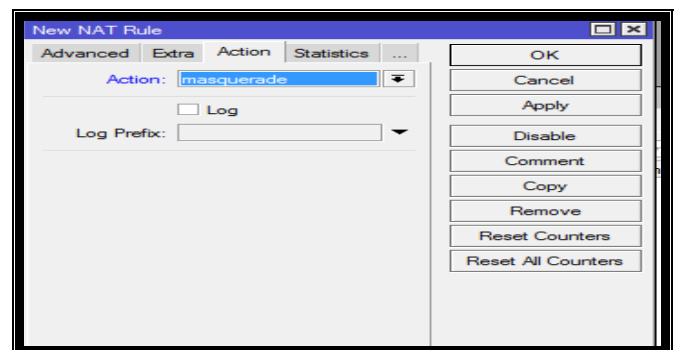 New NAT Rule
Advanced Extra Action Statistics ...
Action: masquerade
Log
Log Prefix:
OK
Cancel
Apply
Disable
Comment
Copy
Remove
Reset Counters
Reset All Counters